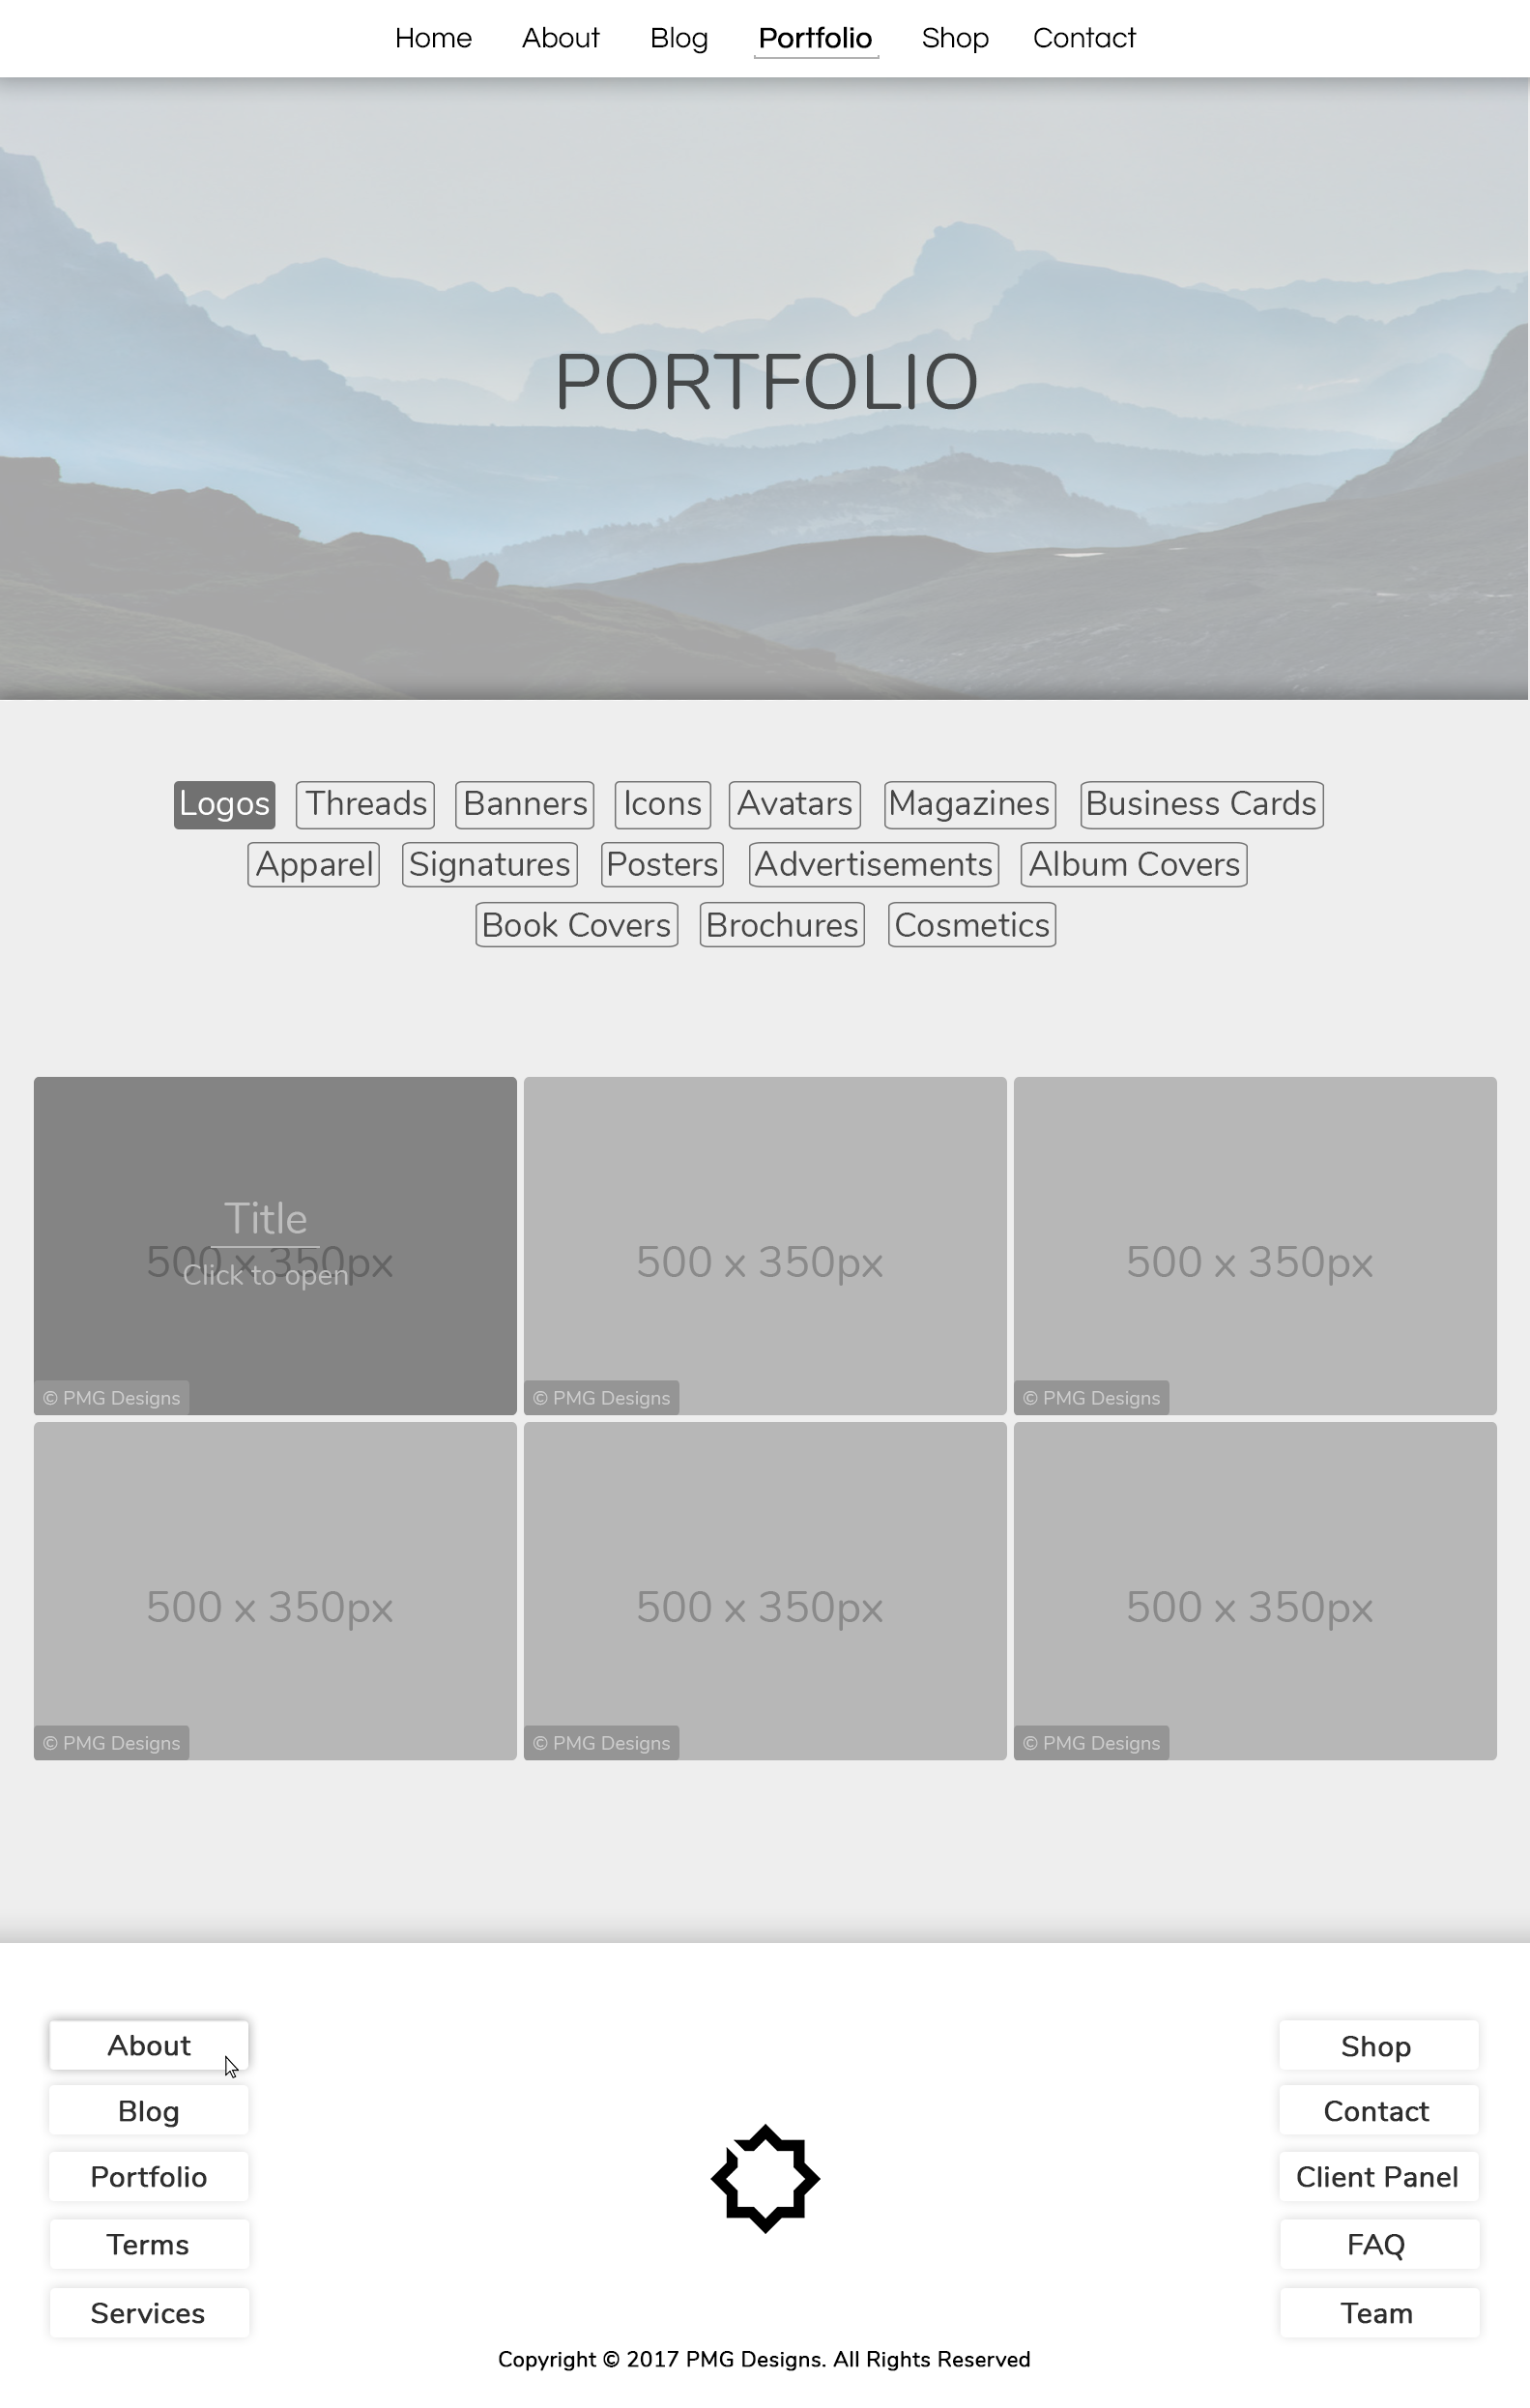 Home About Blog Portfolio Shop Contact
PORTFOLIO
Logos Threads Banners Icons Avatars Magazines Business Cards
Apparel Signatures Posters Advertisements Album Covers
Book Covers Brochures Cosmetics
Title
500 x 350px 500 x 350px 500 x 350px
Click to open
© PMG Designs © PMG Designs © PMG Designs
500 x 350px 500 x 350px 500 x 350px
© PMG Designs © PMG Designs © PMG Designs
About Shop
Blog Contact
Portfolio Client Panel
Terms FAQ
Services Team
Copyright © 2017 PMG Designs. All Rights Reserved